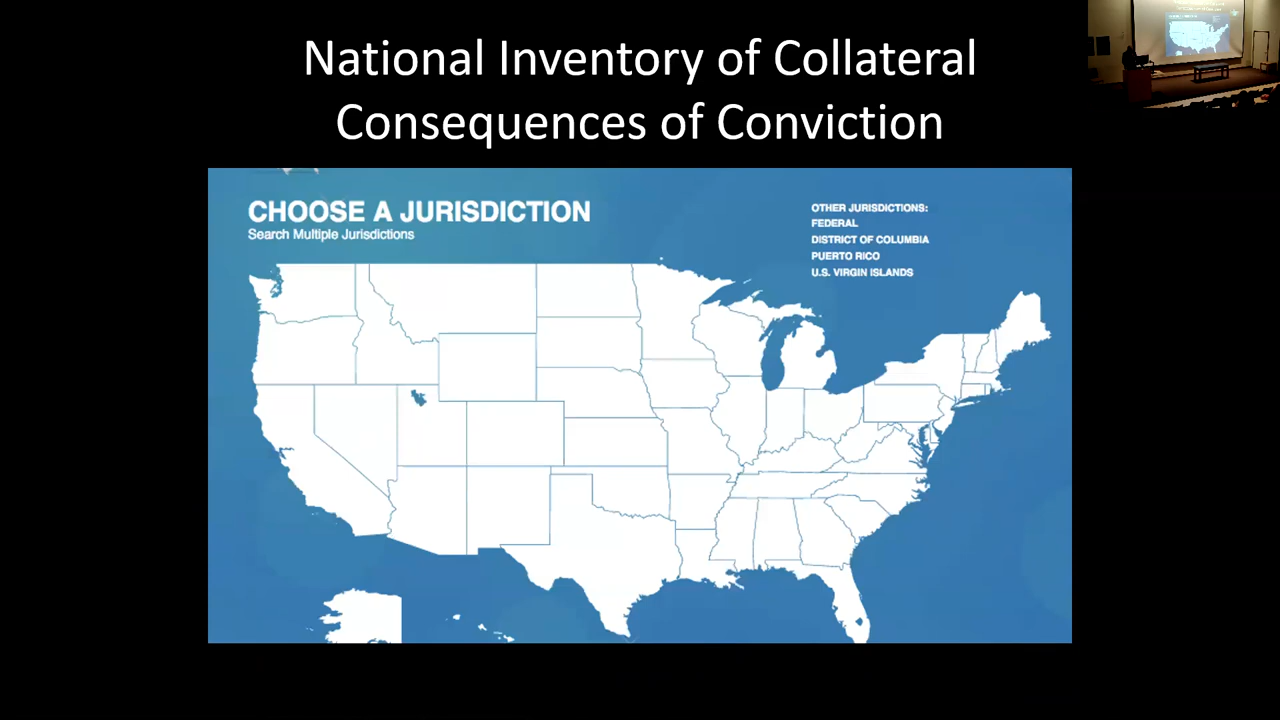 National Inventory of Collateral
Consequences of Conviction
CHOOSE A JURISDICTION
Search Multiple Jurisdictions
OTHER JURISDICTIONS:
FEDERAL
DISTRICT OF COLUMBIA
PUERTO RICO
U.S. VIRGIN ISLANDS